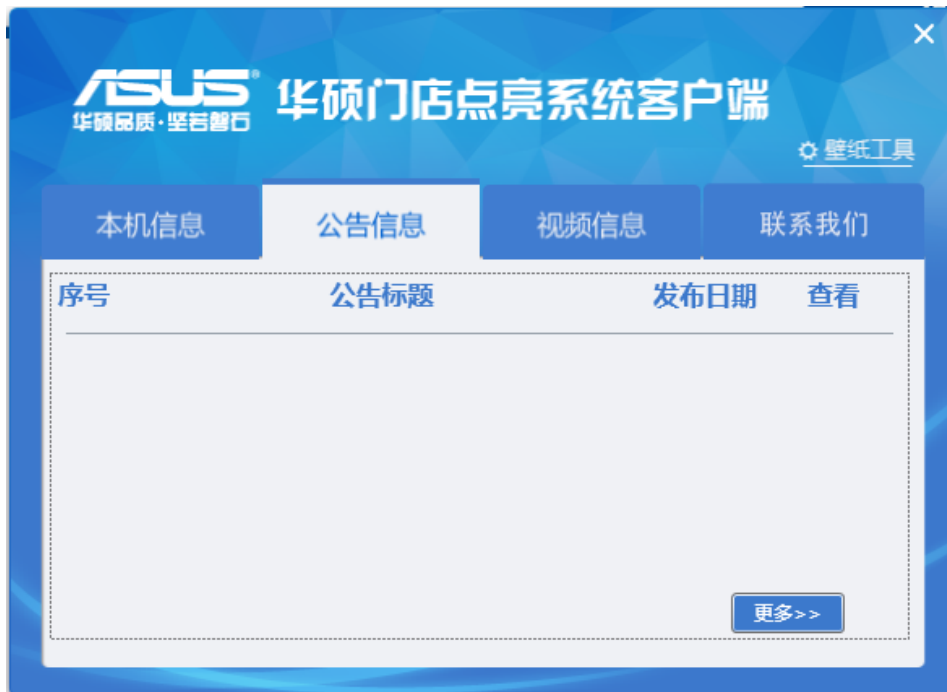 ASUS® 华硕门店点亮系统客户端
华硕品质·坚若磐石
壁纸工具
本机信息 公告信息 视频信息 联系我们
序号 公告标题 发布日期 查看
更多>>